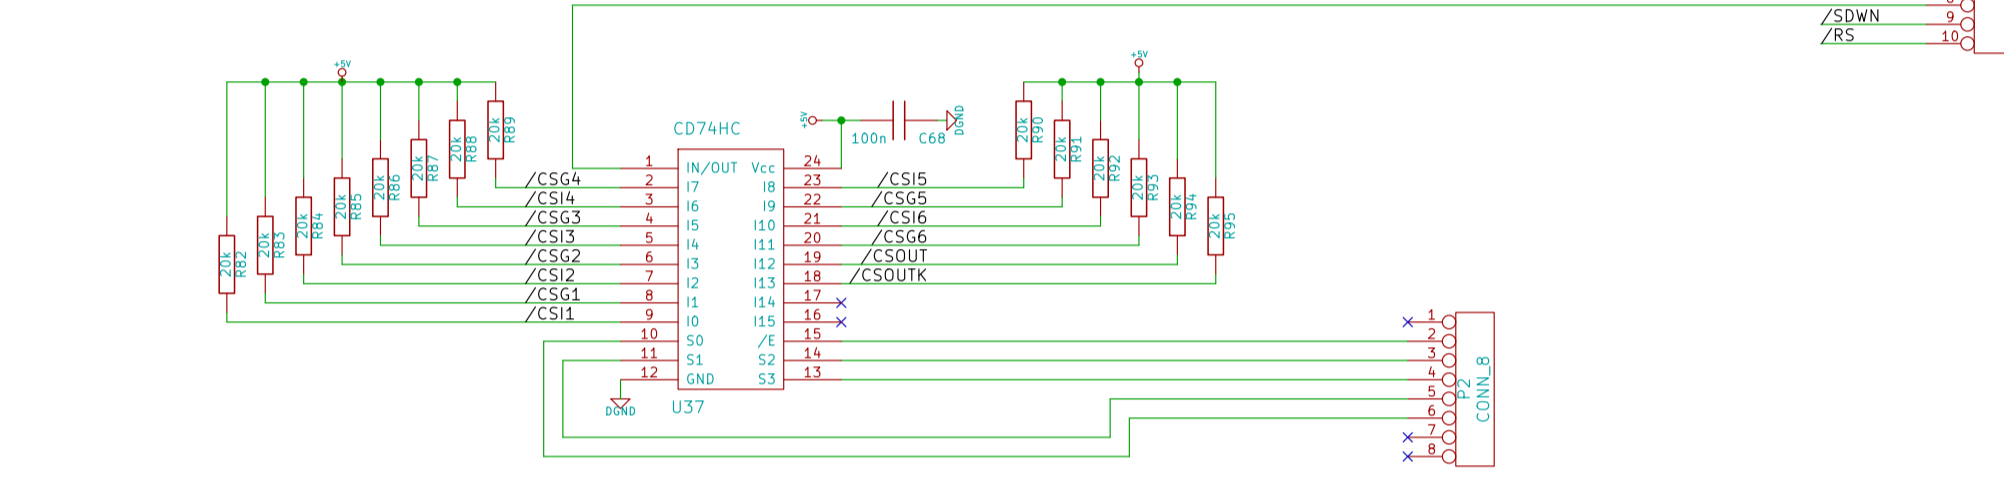 /SDWN 9
/RS 10
+5V
+5V
CD74HC
+5V
100n C68
DGND
20k R89
20k R88
20k R87
20k R86
20k R85
20k R84
20k R83
20k R82
20k R90
20k R91
20k R92
20k R93
20k R94
20k R95
1 IN/OUT Vcc 24
/CSG4 2 I7 I8 23 /CSI5
/CSI4 3 I6 I9 22 /CSG5
/CSG3 4 I5 I10 21 /CSI6
/CSI3 5 I4 I11 20 /CSG6
/CSG2 6 I3 I12 19 /CSOUT
/CSI2 7 I2 I13 18 /CSOUTK
/CSG1 8 I1 I14 17
/CSI1 9 I0 I15 16
10 S0 /E 15
11 S1 S2 14
12 GND S3 13
DGND
U37
1
2
3
4
5
6
7
8
P2
CONN_8